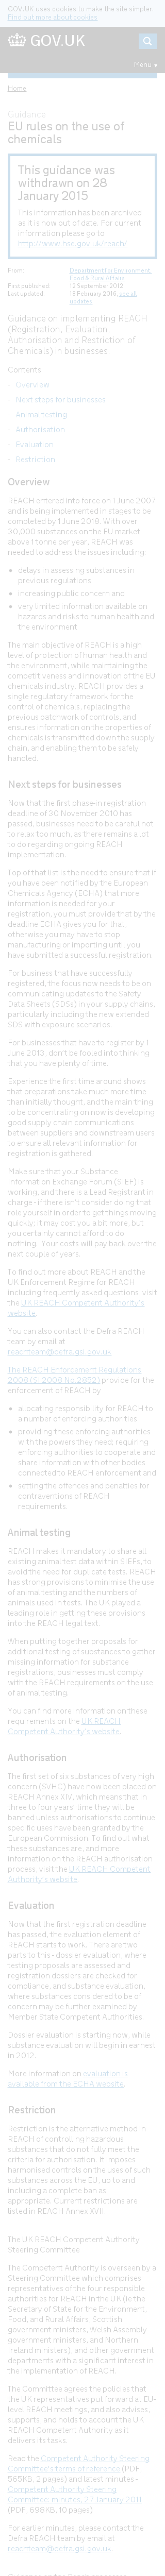 GOV.UK uses cookies to make the site simpler.
Find out more about cookies
GOV.UK
Menu
Home
Guidance
EU rules on the use of
chemicals
This guidance was
withdrawn on 28
January 2015
This information has been archived
as it is now out of date. For current
information please go to
http://www.hse.gov.uk/reach/
From: Department for Environment,
Food & Rural Affairs
First published: 12 September 2012
Last updated: 19 February 2014, see all
updates
Guidance on implementing REACH
(Registration, Evaluation,
Authorisation and Restriction of
Chemicals) in businesses.
Contents
- Overview
- Next steps for businesses
- Animal testing
- Authorisation
- Evaluation
- Restriction
Overview
REACH entered into force on 1 June 2007
and is being implemented in stages to be
completed by 1 June 2018. With over
30,000 substances on the EU market
above 1 tonne per year, REACH was
needed to address the issues including:
• delays in assessing substances in
previous regulations
• increasing public concern and
• very limited information available on
hazards and risks to human health and
the environment
The main objective of REACH is a high
level of protection of human health and
the environment, while maintaining the
competitiveness and innovation of the EU
chemicals industry. REACH provides a
single regulatory framework for the
control of chemicals, replacing the
previous patchwork of controls, and
ensures that information on the properties
of chemicals is transmitted down the
supply chain, enabling them to be handled
safely.
Next steps for businesses
Now that the first phase-in registration
deadline of 30 November 2010 has
passed, businesses should be careful not
to relax too much, as there remains a lot
to do, reflecting ongoing REACH
implementation.
Top of that list is the need to ensure that if
you have been notified by the European
Chemicals Agency (ECHA) that more
information is needed for your
registration, you must provide that by the
deadline ECHA gives you for that,
otherwise you may have to stop
manufacturing or importing until you
have submitted a successful registration.
For business that have successfully
registered, the focus now needs to be on
communicating updates to the Safety
Data Sheets (SDSs) in your supply chains,
particularly including the new extended
SDS with exposure scenarios.
For businesses that have to register by 1
June 2013, don't be fooled into thinking
that you have plenty of time.
Experience the first time around shows
that preparations take much more time
than initially thought, and the main thing
to be concentrating on now is developing
good supply chain communications
between suppliers and downstream users
to ensure all relevant information for
registration is gathered.
Make sure your Substance
Information Exchange Forum (SIEF) is
working, and there is a Lead Registrant in
charge - if there isn't consider doing that
role yourself in order to get things moving
quickly; it may cost you a bit more, but
you certainly cannot afford to do
nothing. Your costs will pay back over the
next couple of years.
To find out more about REACH and the
UK Enforcement Regime for REACH
including frequently asked questions, visit
the UK REACH Competent Authority's
website.
You can also contact the Defra REACH
team by email at
reachteam@defra.gsi.gov.uk.
The REACH Enforcement Regulations
2008 (SI 2008 No.2852) provide for the
enforcement of REACH by
• allocating responsibility for REACH to
a number of enforcing authorities
• providing these enforcing authorities
with the powers they need, requiring
enforcing authorities to cooperate and
share information with other bodies
connected to REACH enforcement and
• setting the offences and penalties for
contraventions of REACH
requirements.
Animal testing
REACH makes it mandatory to share all
existing animal test data within SIEFs, to
avoid the need for duplicate tests. REACH
has strong provisions to minimise the use
of animal testing and the numbers of
animals used in tests. The UK played a
leading role in getting these provisions
into the REACH legal text.
When putting together proposals for
additional testing of substances to gather
missing information for substance
registrations, businesses must comply
with the REACH requirements on the use
of animal testing.
You can find more information on these
requirements on the UK REACH
Competent Authority's website.
Authorisation
The first set of six substances of very high
concern (SVHC) have now been placed on
REACH Annex XIV, which means that in
three to four years' time they will be
banned unless authorisations to continue
specific uses have been granted by the
European Commission. To find out what
these substances are, and more
information on the REACH authorisation
process, visit the UK REACH Competent
Authority's website.
Evaluation
Now that the first registration deadline
has passed, the evaluation element of
REACH starts to work. There are two
parts to this - dossier evaluation, where
testing proposals are assessed and
registration dossiers are checked for
compliance; and substance evaluation,
where substances considered to be of
concern may be further examined by
Member State Competent Authorities.
Dossier evaluation is starting now, while
substance evaluation will begin in earnest
in 2012.
More information on evaluation is
available from the ECHA website.
Restriction
Restriction is the alternative method in
REACH of controlling hazardous
substances that do not fully meet the
criteria of authorisation. It imposes
harmonised controls on the uses of such
substances across the EU, up to and
including a complete ban as
appropriate. Current restrictions are
listed in REACH Annex XVII.
The UK REACH Competent Authority
Steering Committee
The Competent Authority is overseen by a
Steering Committee which comprises
representatives of the four responsible
authorities for REACH in the UK (ie the
Secretary of State for the Environment,
Food, and Rural Affairs, Scottish
government ministers, Welsh Assembly
government ministers, and Northern
Ireland ministers), and other government
departments with a significant interest in
the implementation of REACH.
The Committee agrees the policies that
the UK representatives put forward at EU-
level REACH meetings, and also advises,
supports, and holds to account the UK
REACH Competent Authority as it
delivers its tasks.
Read the Competent Authority Steering
Committee's terms of reference (PDF,
565KB, 2 pages) and latest minutes -
Competent Authority Steering
Committee, minutes, 27 January 2011
(PDF, 698KB, 10 pages)
For earlier minutes, please contact the
Defra REACH team by email at
reachteam@defra.gsi.gov.uk.